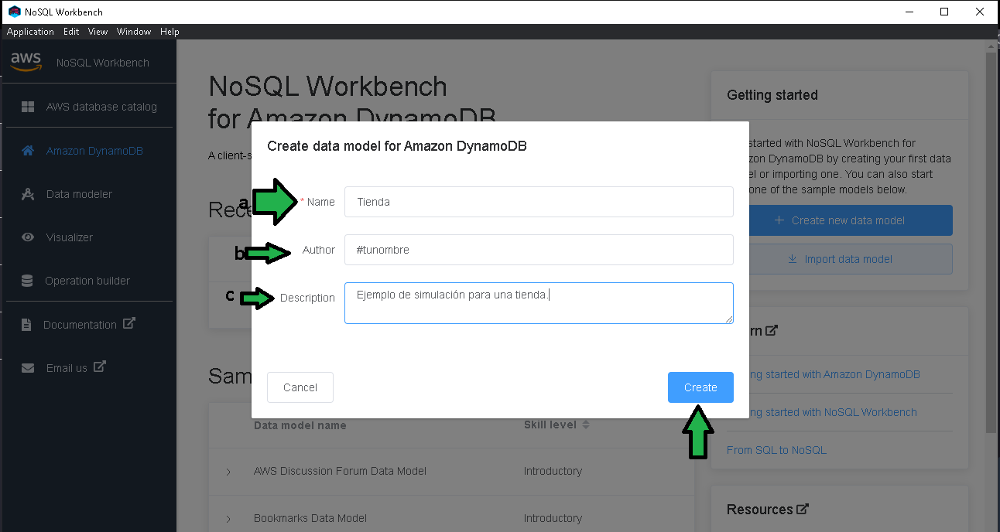 NoSQL Workbench
Application Edit View Window Help
aws NoSQL Workbench
AWS database catalog
Amazon DynamoDB
Data modeler
Visualizer
Operation builder
Documentation
Email us
NoSQL Workbench
for Amazon DynamoDB
A client-s
Rece
Sam
Create data model for Amazon DynamoDB
a * Name Tienda
b Author #tunombre
c Description Ejemplo de simulación para una tienda.
Cancel Create
Data model name Skill level
AWS Discussion Forum Data Model Introductory
Bookmarks Data Model Introductory
Getting started
started with NoSQL Workbench for
zon DynamoDB by creating your first data
el or importing one. You can also start
one of the sample models below.
Create new data model
Import data model
rn
ng started with Amazon DynamoDB
ng started with NoSQL Workbench
From SQL to NoSQL
Resources